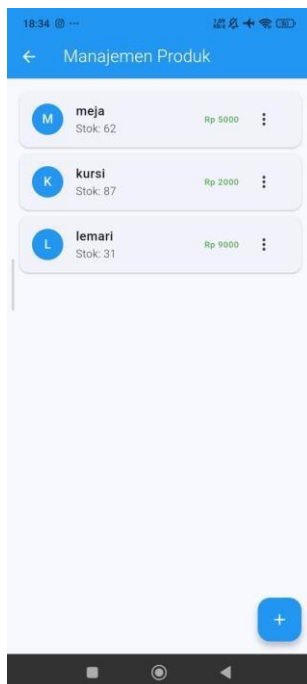 18:34
Manajemen Produk
M
meja
Stok: 62
Rp 5000
K
kursi
Stok: 87
Rp 2000
L
lemari
Stok: 31
Rp 9000
+